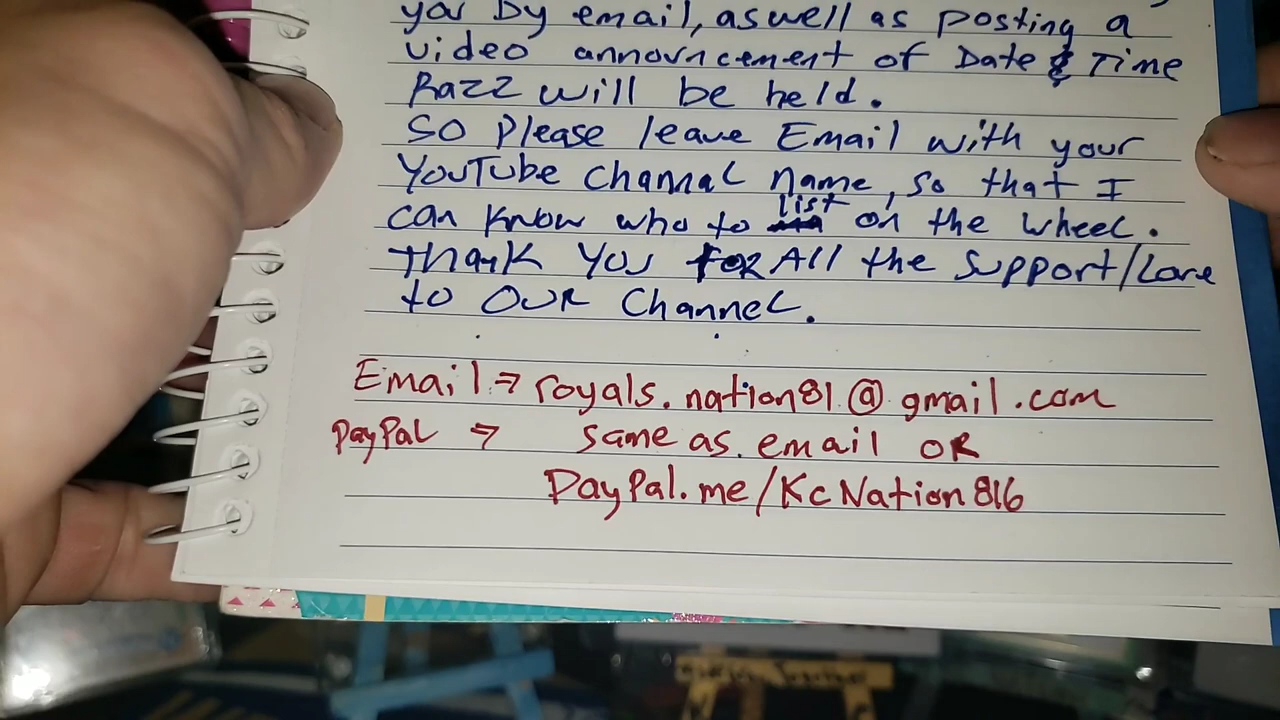 you by email, aswell as posting a
video announcement of Date & Time
Razz will be held.
So Please leave Email with your
YouTube Channal name, so that I
can know who to list on the wheel.
Thank You FOR All the Support/Love
to OUR Channel.
Email → royals.nation81@gmail.com
PayPal → same as email OR
PayPal.me/KcNation816